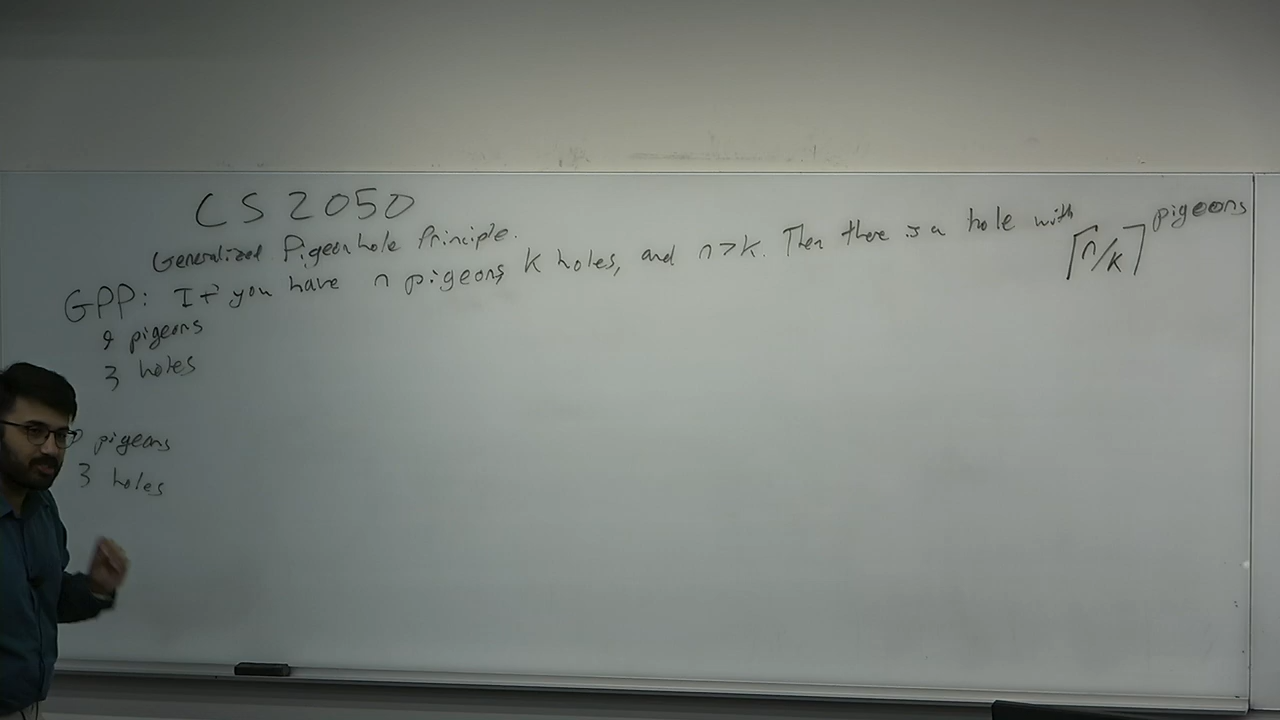 CS 2050
Generalized Pigeonhole Principle.
GPP: If you have n pigeons, k holes, and n>k. Then there is a hole with ⌈n/k⌉ pigeons
9 pigeons
3 holes
pigeons
3 holes